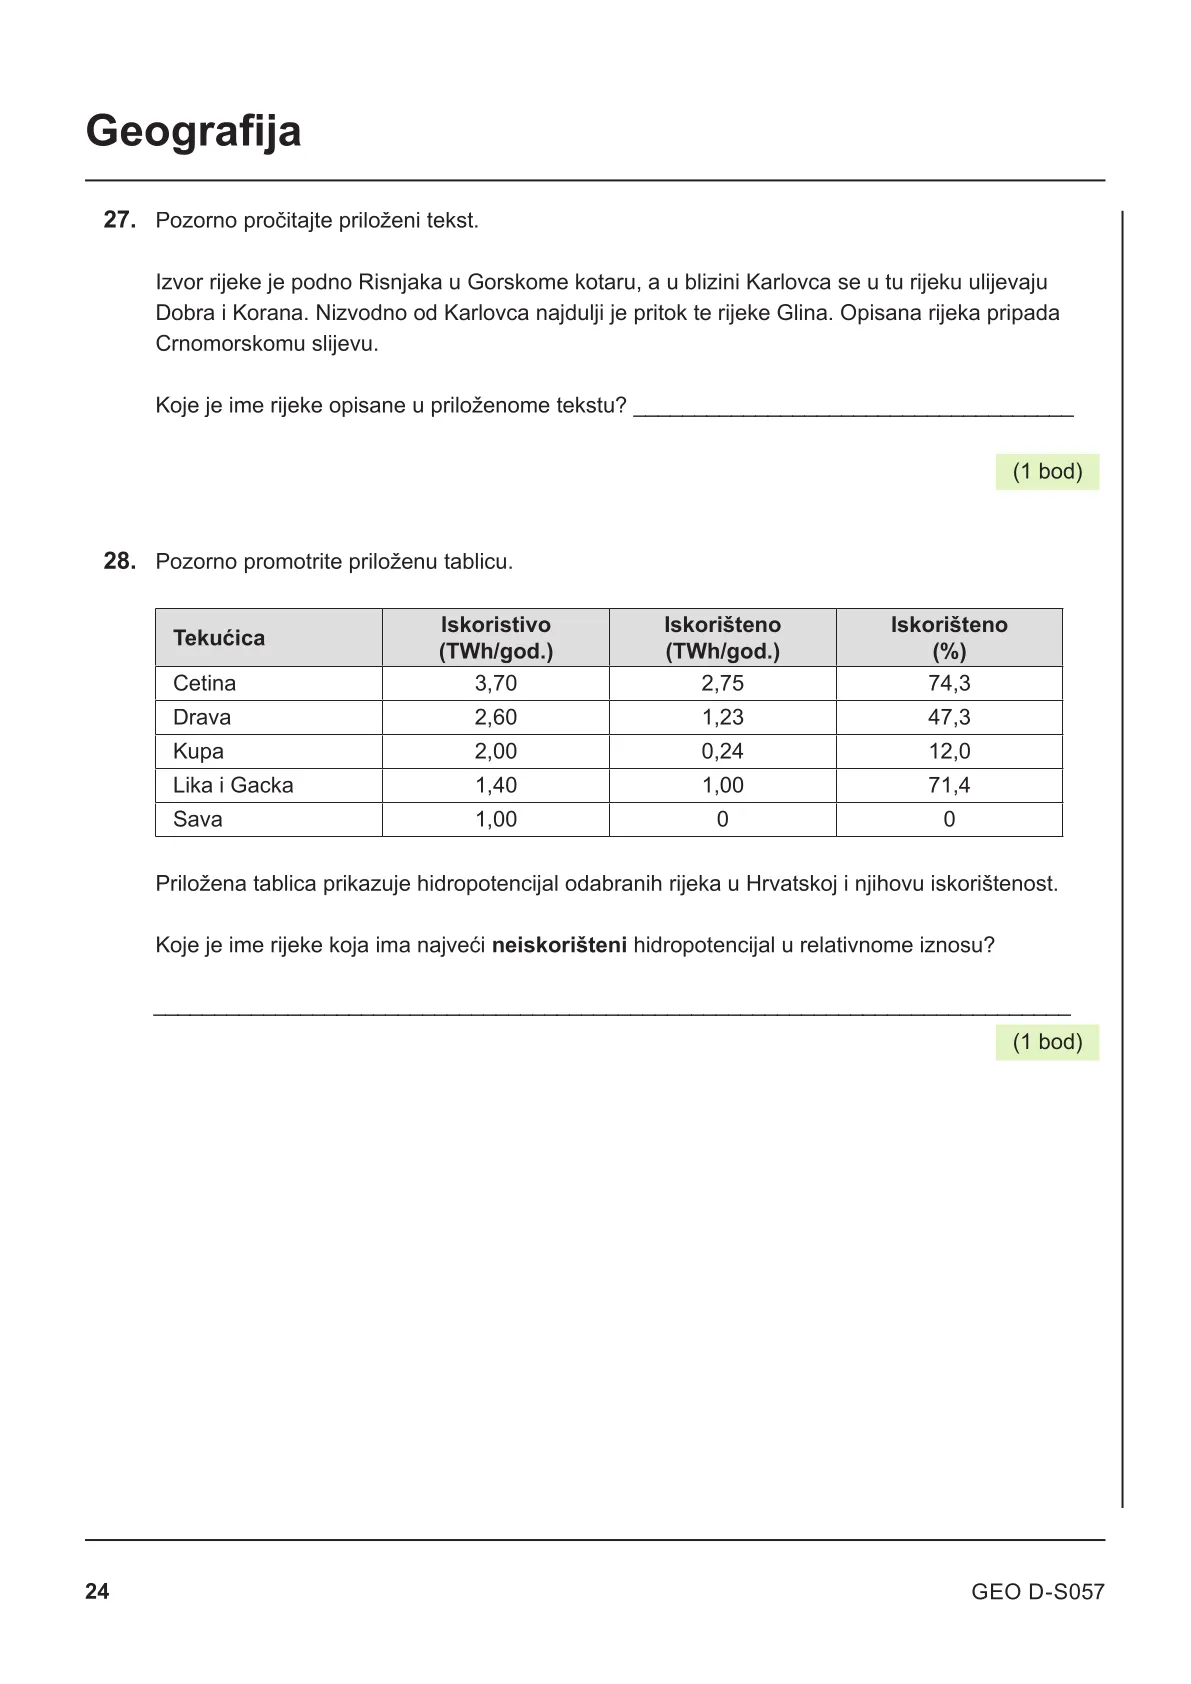 Geografija
27. Pozorno pročitajte priloženi tekst.
Izvor rijeke je podno Risnjaka u Gorskome kotaru, a u blizini Karlovca se u tu rijeku ulijevaju
Dobra i Korana. Nizvodno od Karlovca najdulji je pritok te rijeke Glina. Opisana rijeka pripada
Crnomorskomu slijevu.
Koje je ime rijeke opisane u priloženome tekstu? ____________________________________
(1 bod)
28. Pozorno promotrite priloženu tablicu.
Tekućica Iskoristivo (TWh/god.) Iskorišteno (TWh/god.) Iskorišteno (%)
Cetina 3,70 2,75 74,3
Drava 2,60 1,23 47,3
Kupa 2,00 0,24 12,0
Lika i Gacka 1,40 1,00 71,4
Sava 1,00 0 0
Priložena tablica prikazuje hidropotencijal odabranih rijeka u Hrvatskoj i njihovu iskorištenost.
Koje je ime rijeke koja ima najveći neiskorišteni hidropotencijal u relativnome iznosu?
___________________________________________________________________________
(1 bod)
24
GEO D-S057